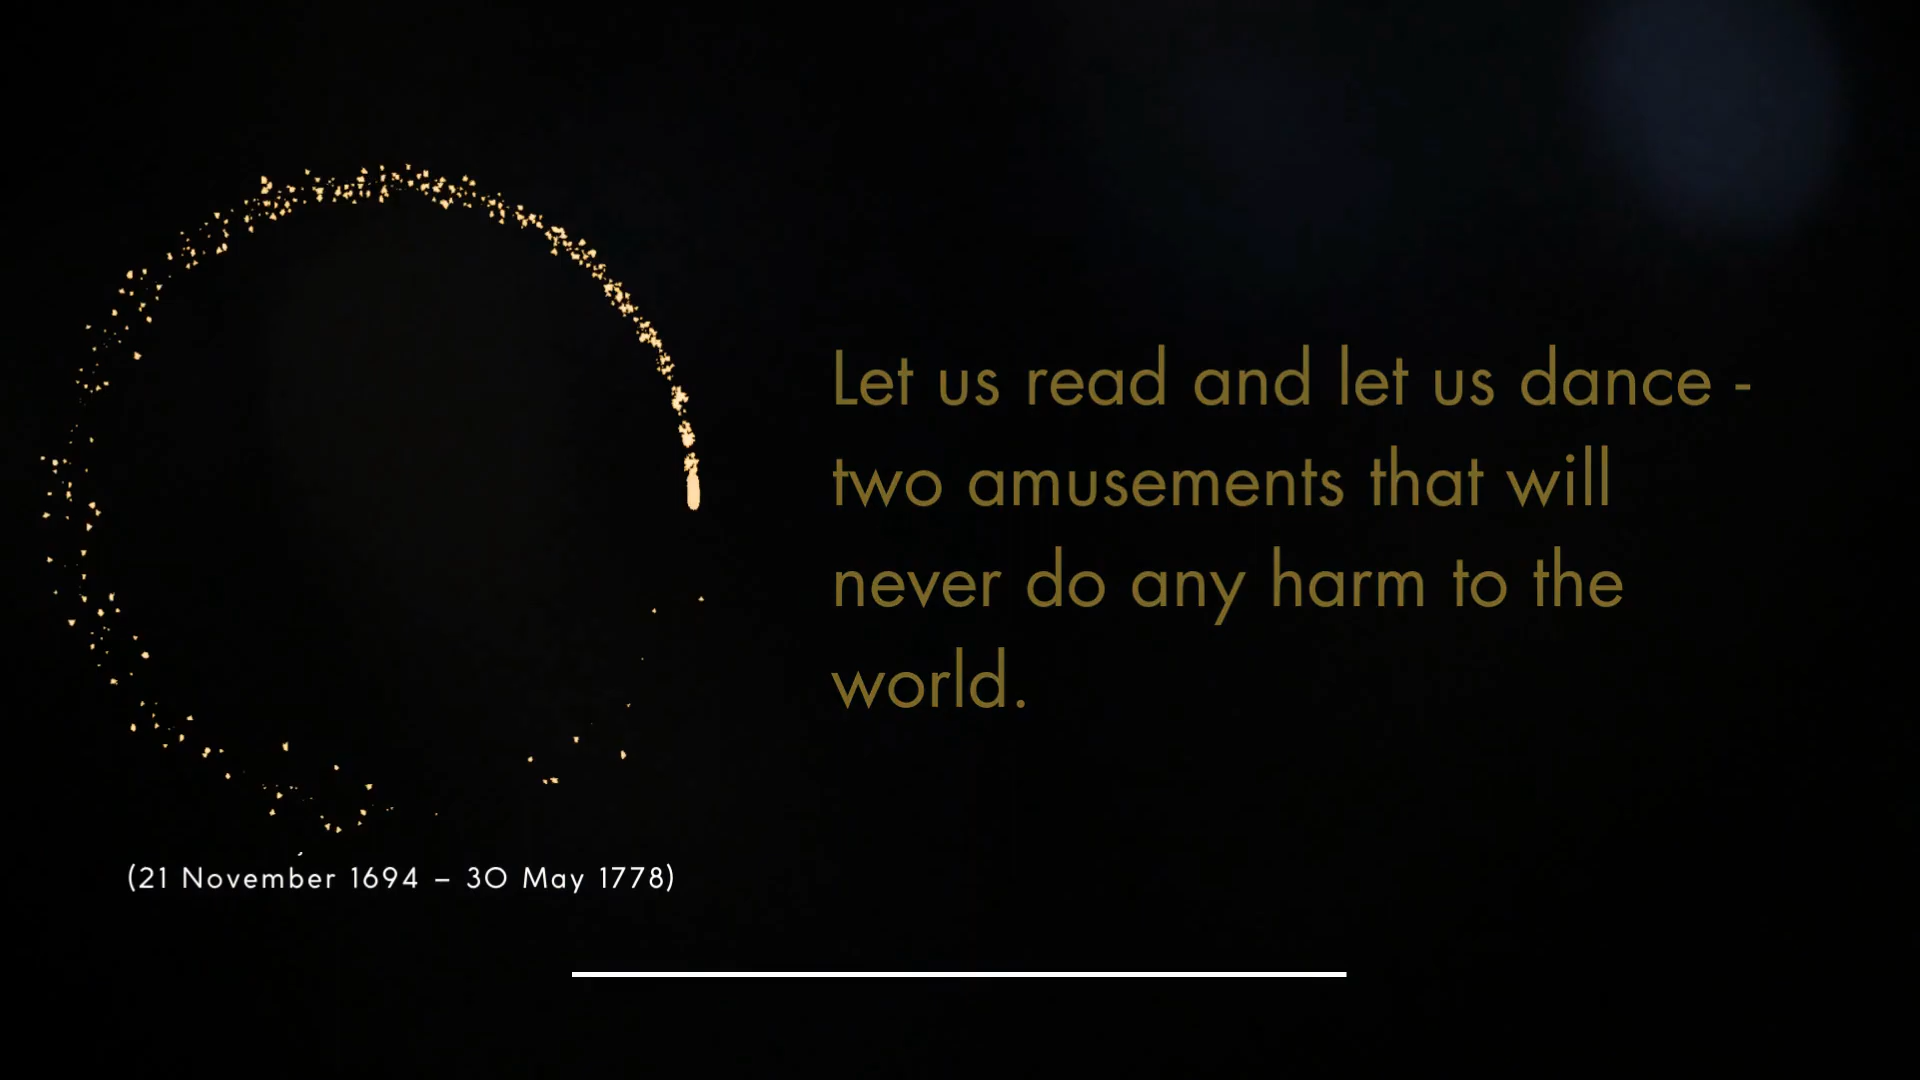 Let us read and let us dance -
two amusements that will
never do any harm to the
world.
(21 November 1694 – 30 May 1778)